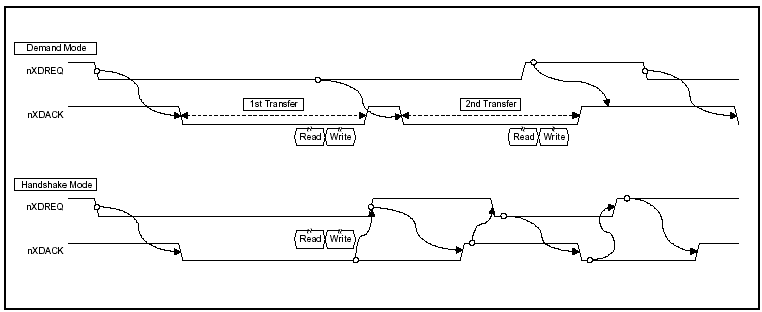 Demand Mode
nXDREQ
nXDACK
1st Transfer
2nd Transfer
Read Write
Read Write
Handshake Mode
nXDREQ
nXDACK
Read Write